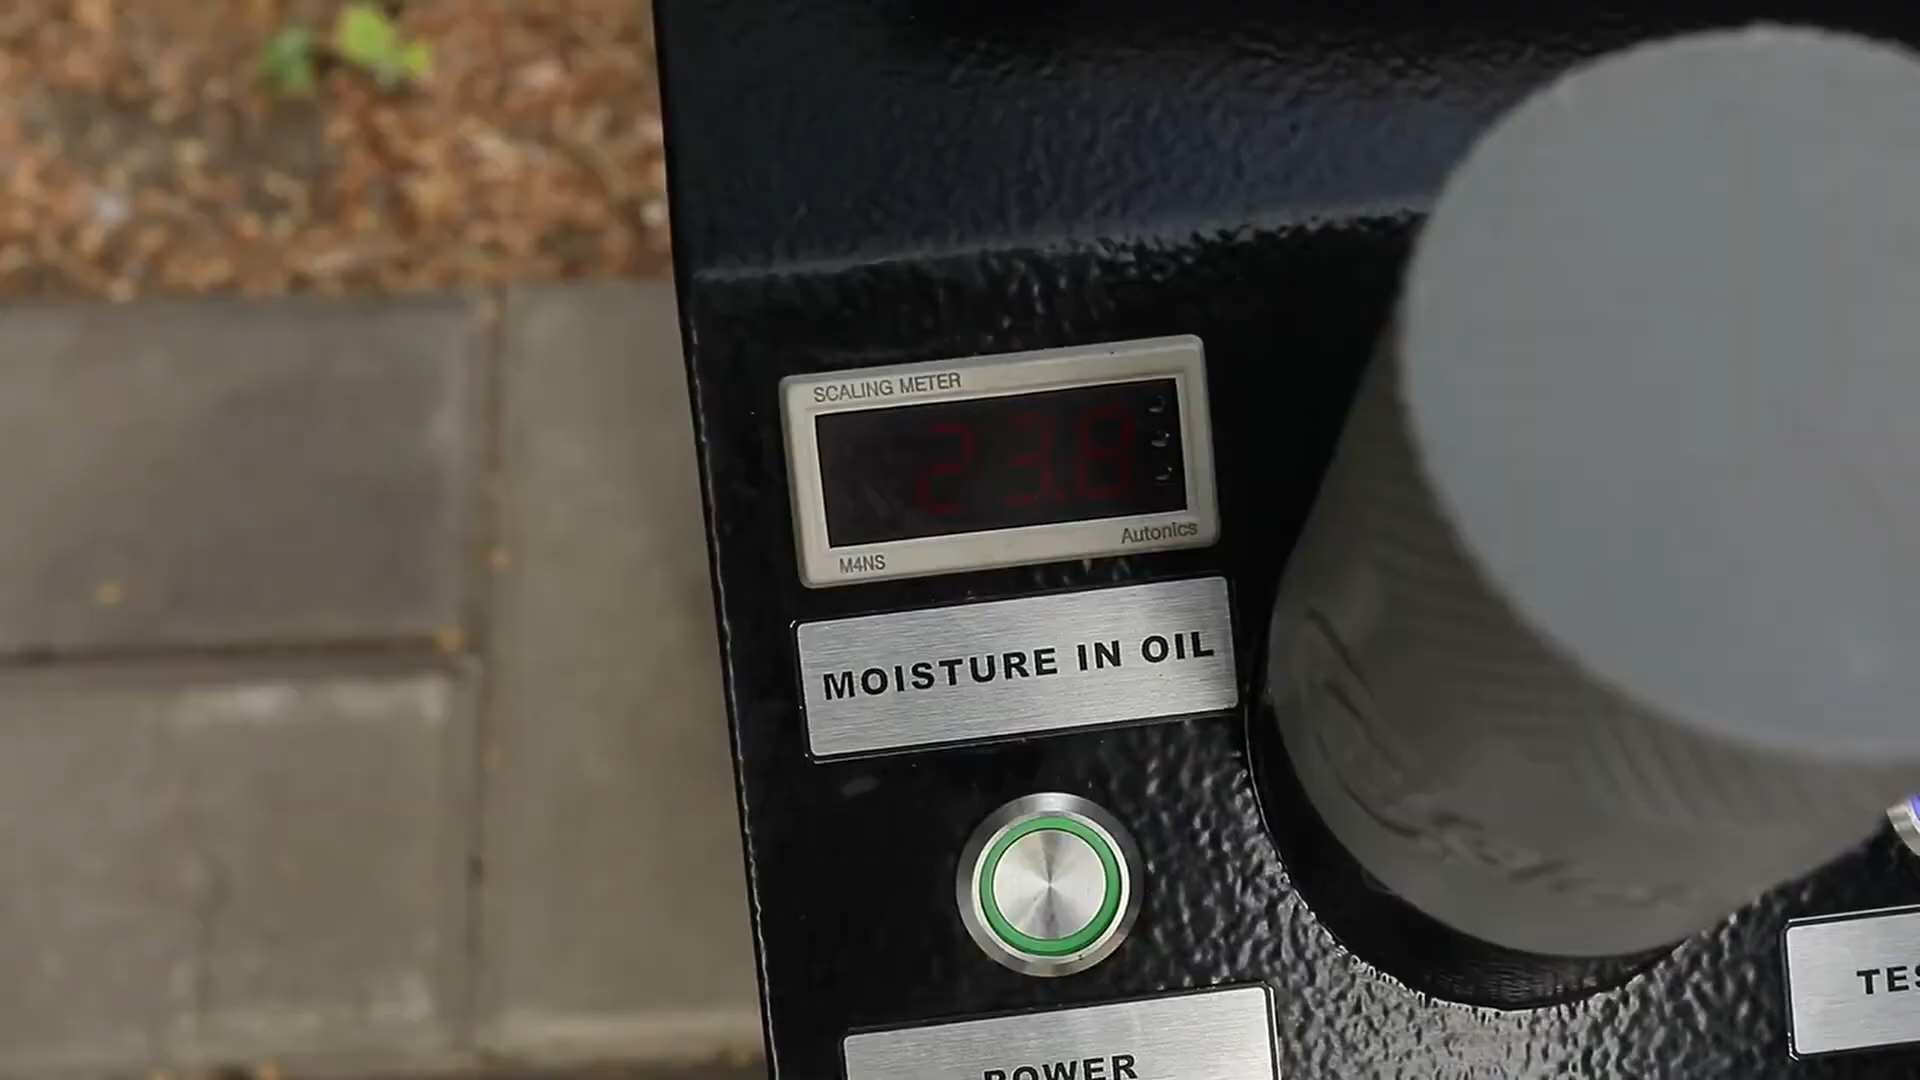 SCALING METER
23.8
Autonics
M4NS
MOISTURE IN OIL
POWER
TES